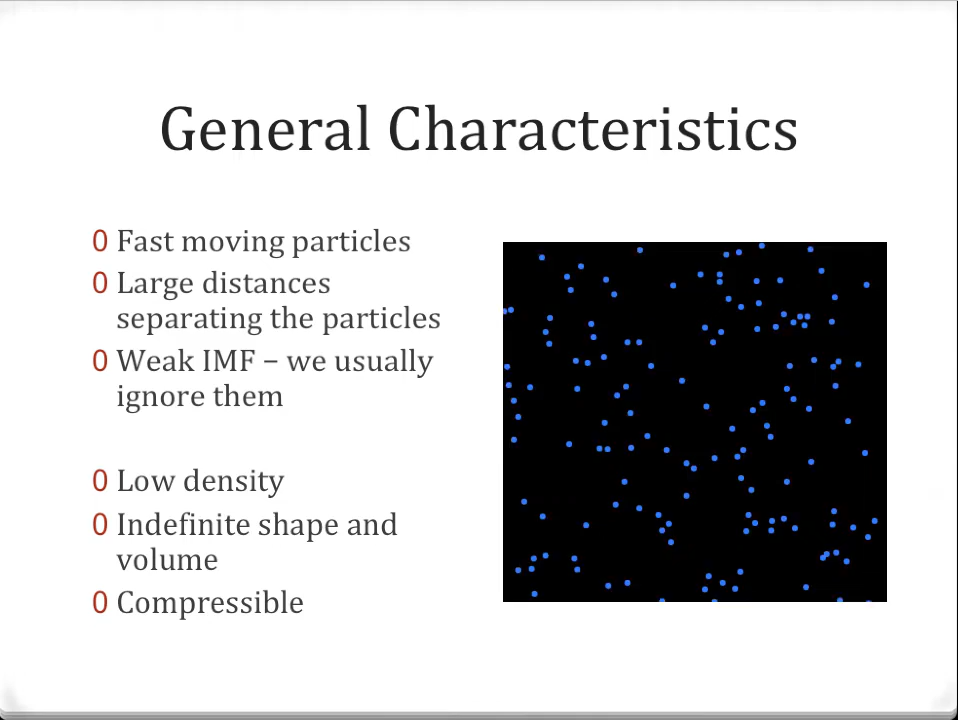 General Characteristics
0 Fast moving particles
0 Large distances
separating the particles
0 Weak IMF – we usually
ignore them
0 Low density
0 Indefinite shape and
volume
0 Compressible